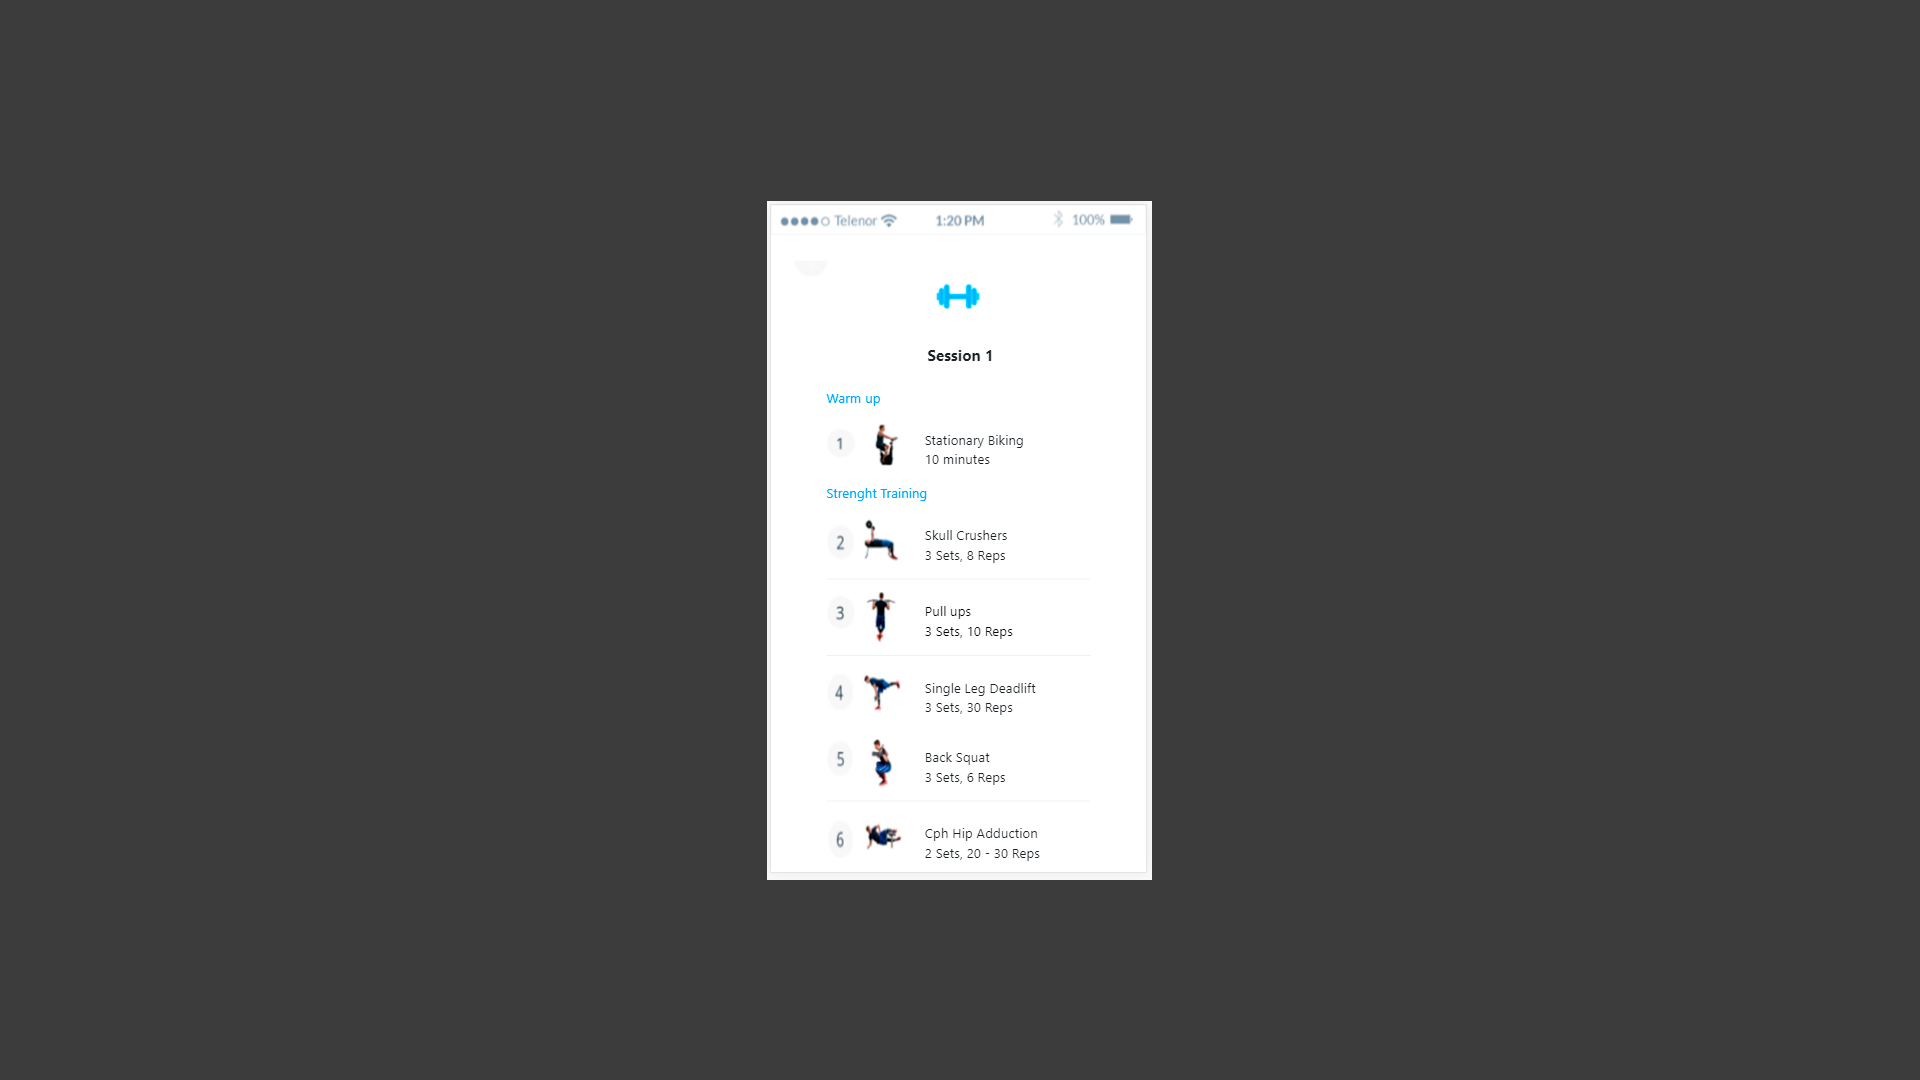 Telenor 1:20 PM 100%
Session 1
Warm up
1
Stationary Biking
10 minutes
Strenght Training
2
Skull Crushers
3 Sets, 8 Reps
3
Pull ups
3 Sets, 10 Reps
4
Single Leg Deadlift
3 Sets, 30 Reps
5
Back Squat
3 Sets, 6 Reps
6
Cph Hip Adduction
2 Sets, 20 - 30 Reps